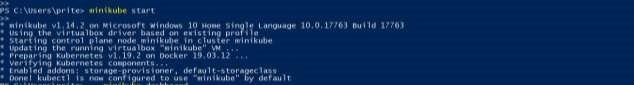 >>
PS C:\Users\prite> minikube start
>>
* minikube v1.14.2 on Microsoft Windows 10 Home Single Language 10.0.17763 Build 17763
* Using the virtualbox driver based on existing profile
* Starting control plane node minikube in cluster minikube
* Updating the running virtualbox "minikube" VM ...
* Preparing Kubernetes v1.19.2 on Docker 19.03.12 ...
* Verifying Kubernetes components...
* Enabled addons: storage-provisioner, default-storageclass
* Done! kubectl is now configured to use "minikube" by default